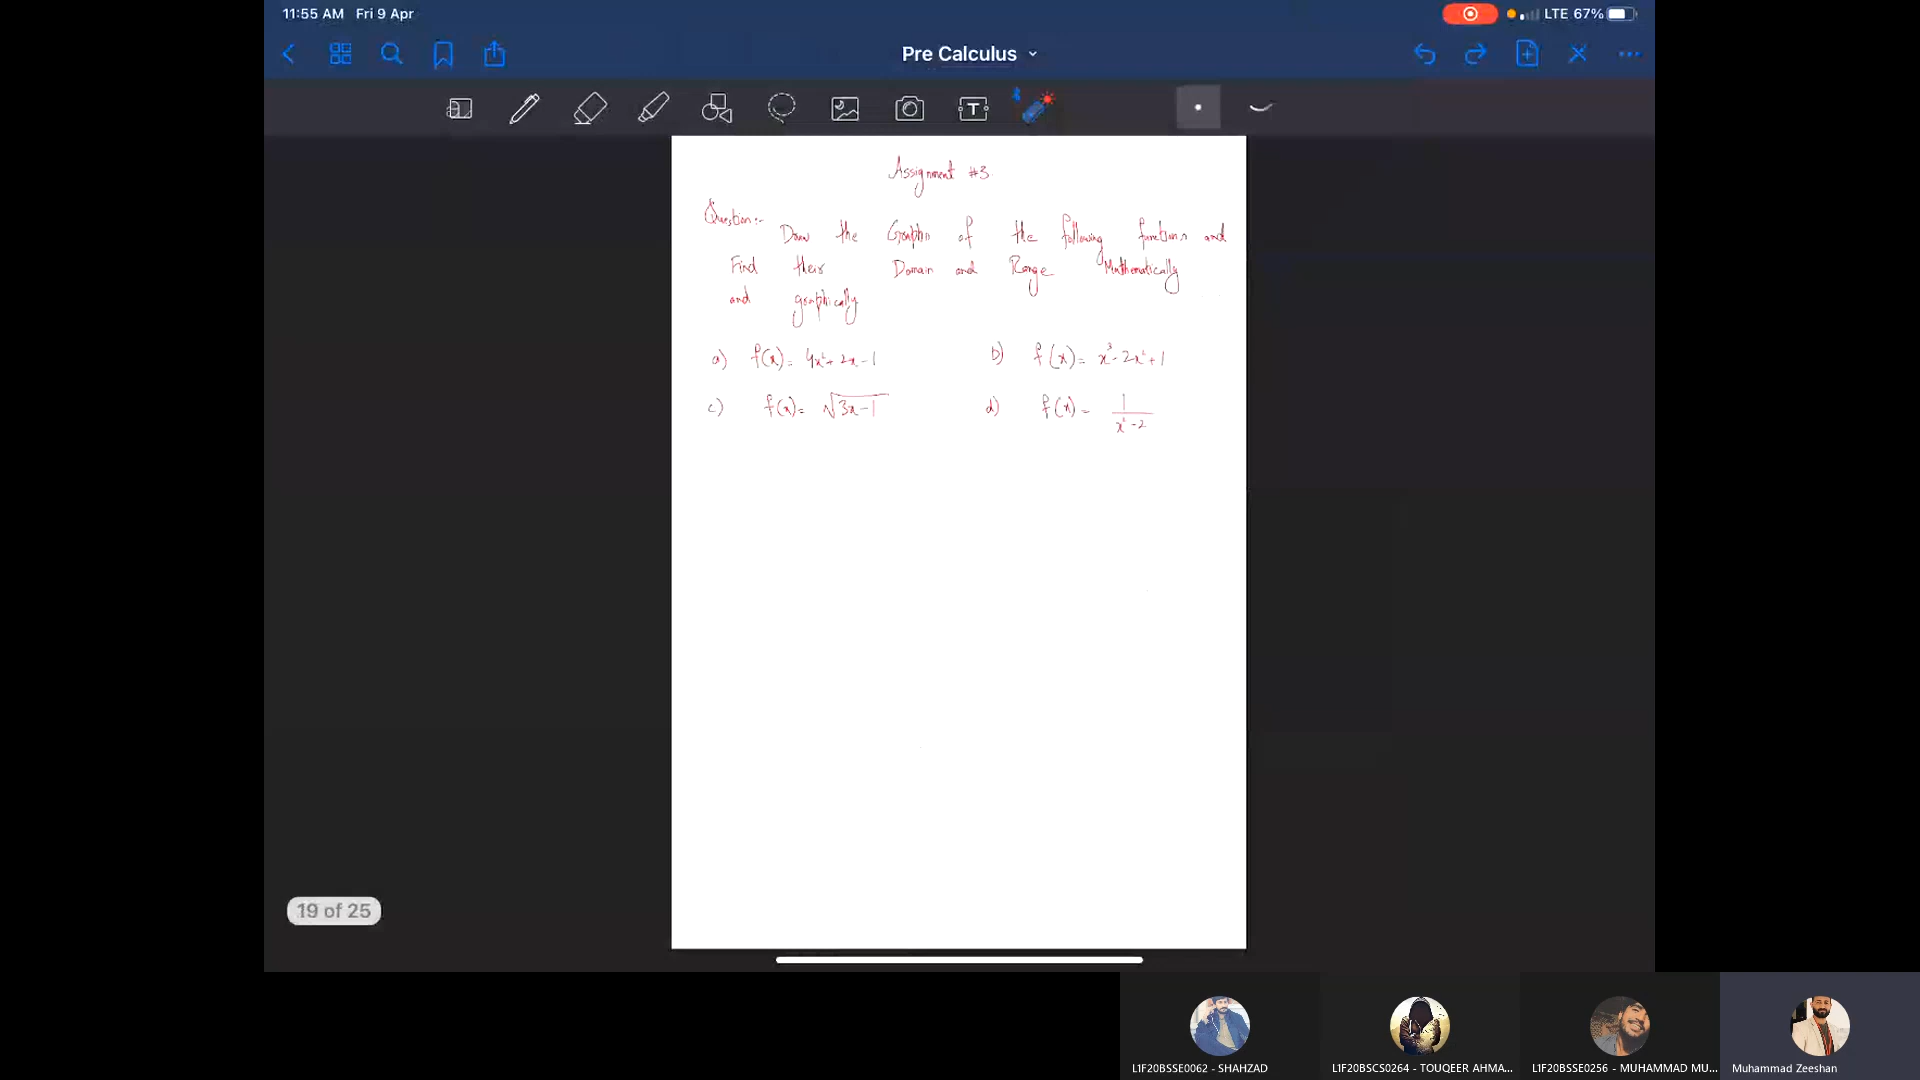 11:55 AM Fri 9 Apr
LTE 67%
Pre Calculus
T
Assignment #3
Question:-
Draw the Graphs of the following functions and
Find their Domain and Range Mathematically
and graphically
a) f(x)= 4x²+2x-1 b) f(x)= x³-2x²+1
c) f(x)= √3x-1 d) f(x)= 1/(x²-2)
19 of 25
L1F20BSSE0062 - SHAHZAD
L1F20BSCS0264 - TOUQEER AHMA...
L1F20BSSE0256 - MUHAMMAD MU...
Muhammad Zeeshan